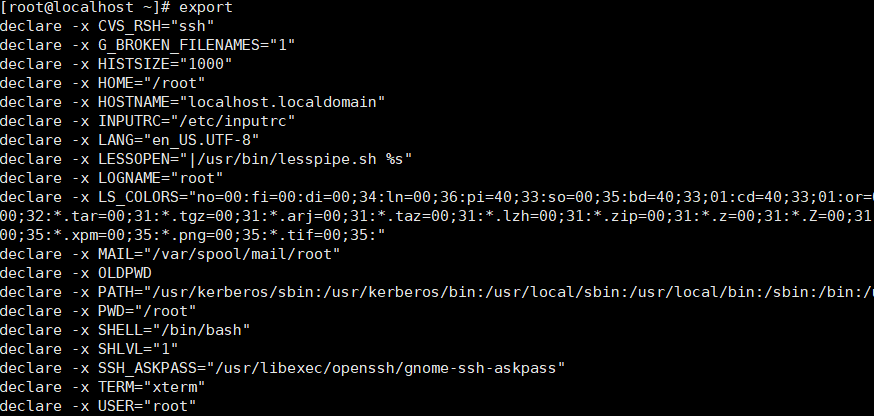 [root@localhost ~]# export
declare -x CVS_RSH="ssh"
declare -x G_BROKEN_FILENAMES="1"
declare -x HISTSIZE="1000"
declare -x HOME="/root"
declare -x HOSTNAME="localhost.localdomain"
declare -x INPUTRC="/etc/inputrc"
declare -x LANG="en_US.UTF-8"
declare -x LESSOPEN="|/usr/bin/lesspipe.sh %s"
declare -x LOGNAME="root"
declare -x LS_COLORS="no=00:fi=00:di=00;34:ln=00;36:pi=40;33:so=00;35:bd=40;33;01:cd=40;33;01:or=
00;32:*.tar=00;31:*.tgz=00;31:*.arj=00;31:*.taz=00;31:*.lzh=00;31:*.zip=00;31:*.z=00;31:*.Z=00;31
00;35:*.xpm=00;35:*.png=00;35:*.tif=00;35:"
declare -x MAIL="/var/spool/mail/root"
declare -x OLDPWD
declare -x PATH="/usr/kerberos/sbin:/usr/kerberos/bin:/usr/local/sbin:/usr/local/bin:/sbin:/bin:/
declare -x PWD="/root"
declare -x SHELL="/bin/bash"
declare -x SHLVL="1"
declare -x SSH_ASKPASS="/usr/libexec/openssh/gnome-ssh-askpass"
declare -x TERM="xterm"
declare -x USER="root"